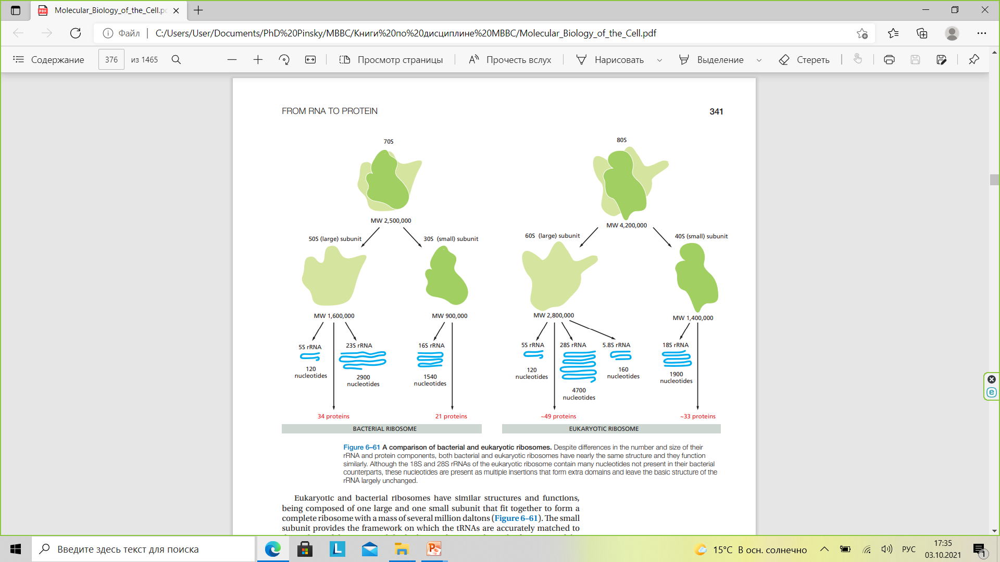 Molecular_Biology_of_the_Cell.pd
Файл
C:/Users/User/Documents/PhD%20Pinsky/MBBC/Книги%20по%20дисциплине%20MBBC/Molecular_Biology_of_the_Cell.pdf
Содержание
376
из 1465
Просмотр страницы
Прочесть вслух
Нарисовать
Выделение
Стереть
FROM RNA TO PROTEIN
341
70S
80S
MW 2,500,000
MW 4,200,000
50S (large) subunit
30S (small) subunit
60S (large) subunit
40S (small) subunit
MW 1,600,000
MW 900,000
MW 2,800,000
MW 1,400,000
5S rRNA
23S rRNA
16S rRNA
5S rRNA
28S rRNA
5.8S rRNA
18S rRNA
120
nucleotides
2900
nucleotides
1540
nucleotides
120
nucleotides
4700
nucleotides
160
nucleotides
1900
nucleotides
34 proteins
21 proteins
~49 proteins
~33 proteins
BACTERIAL RIBOSOME
EUKARYOTIC RIBOSOME
Figure 6–61 A comparison of bacterial and eukaryotic ribosomes. Despite differences in the number and size of their
rRNA and protein components, both bacterial and eukaryotic ribosomes have nearly the same structure and they function
similarly. Although the 18S and 28S rRNAs of the eukaryotic ribosome contain many nucleotides not present in their bacterial
counterparts, these nucleotides are present as multiple insertions that form extra domains and leave the basic structure of the
rRNA largely unchanged.
Eukaryotic and bacterial ribosomes have similar structures and functions,
being composed of one large and one small subunit that fit together to form a
complete ribosome with a mass of several million daltons (Figure 6–61). The small
subunit provides the framework on which the tRNAs are accurately matched to
Введите здесь текст для поиска
15°C В осн. солнечно
РУС
17:35
03.10.2021
1